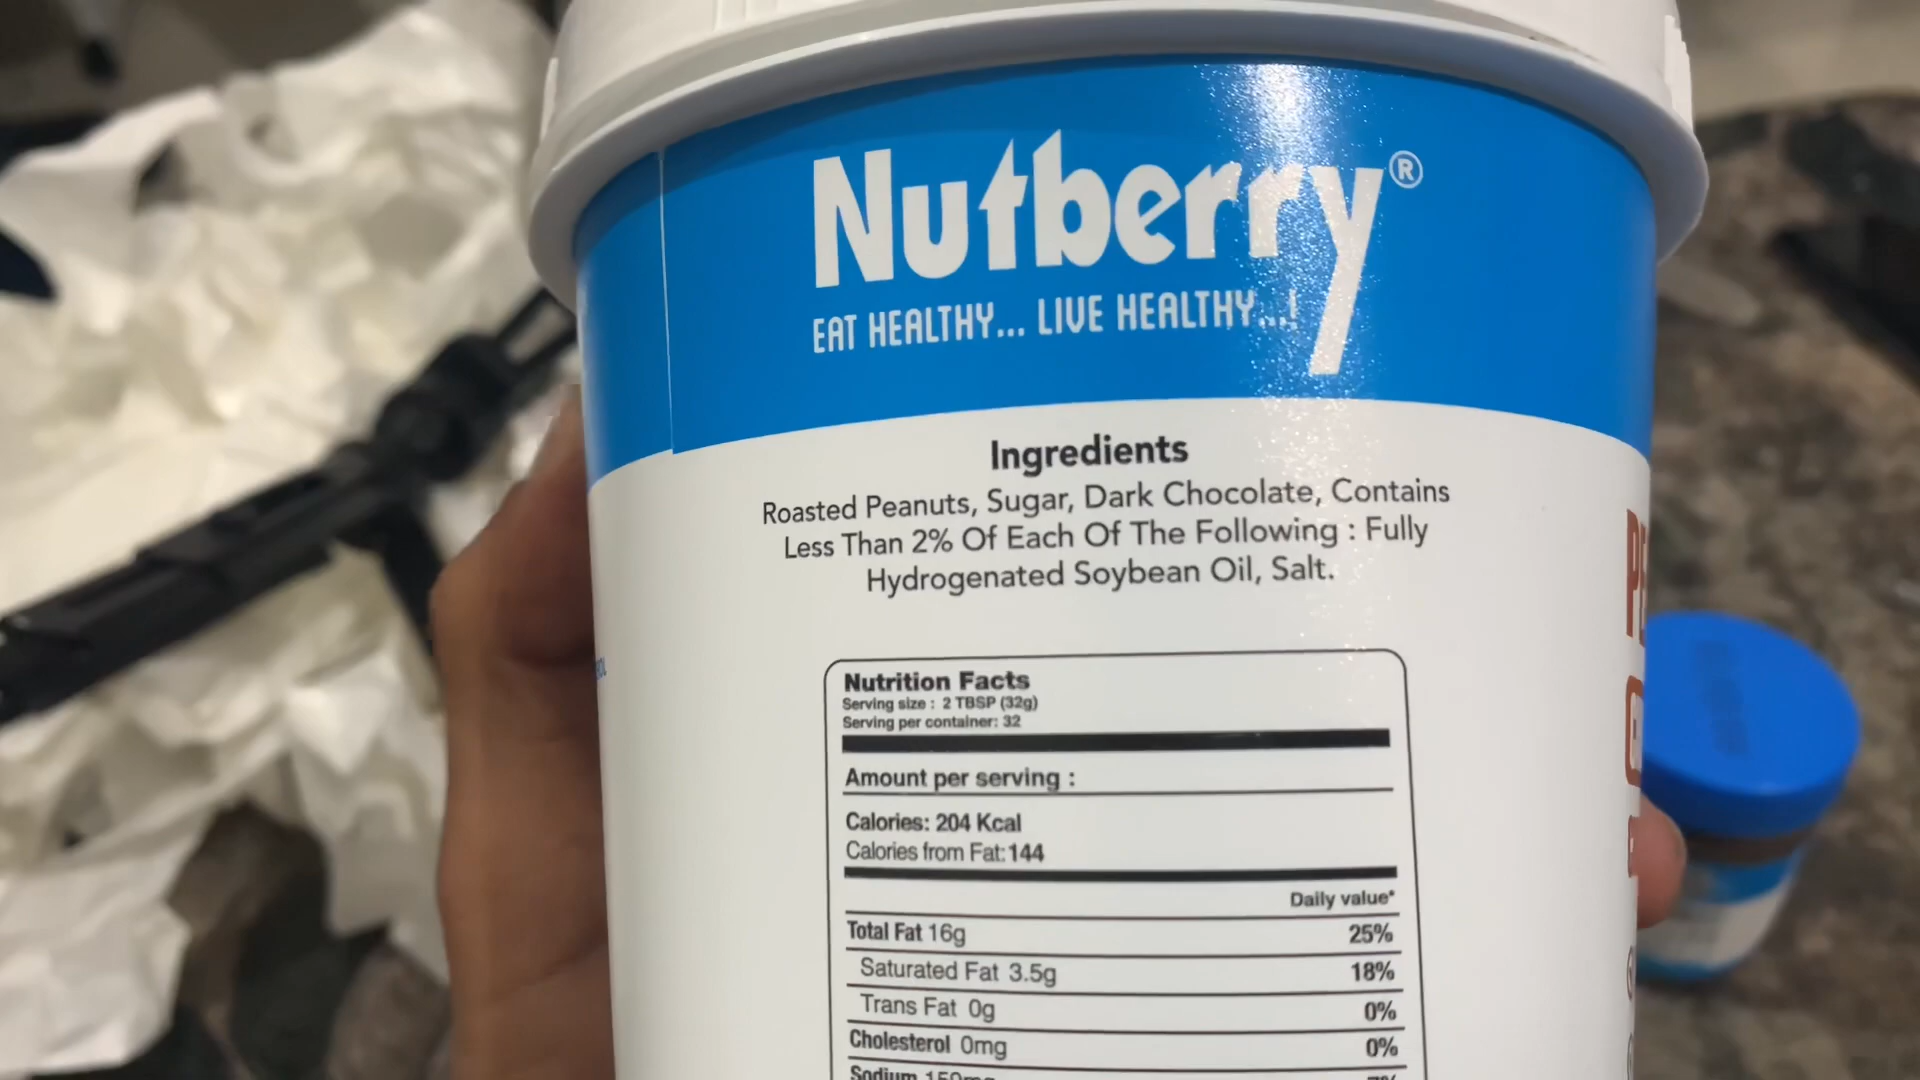 Nutberry®
EAT HEALTHY... LIVE HEALTHY...!
Ingredients
Roasted Peanuts, Sugar, Dark Chocolate, Contains
Less Than 2% Of Each Of The Following : Fully
Hydrogenated Soybean Oil, Salt.
Nutrition Facts
Serving size : 2 TBSP (32g)
Serving per container: 32
Amount per serving :
Calories: 204 Kcal
Calories from Fat: 144
Daily value*
Total Fat 16g 25%
Saturated Fat 3.5g 18%
Trans Fat 0g 0%
Cholesterol 0mg 0%
Sodium